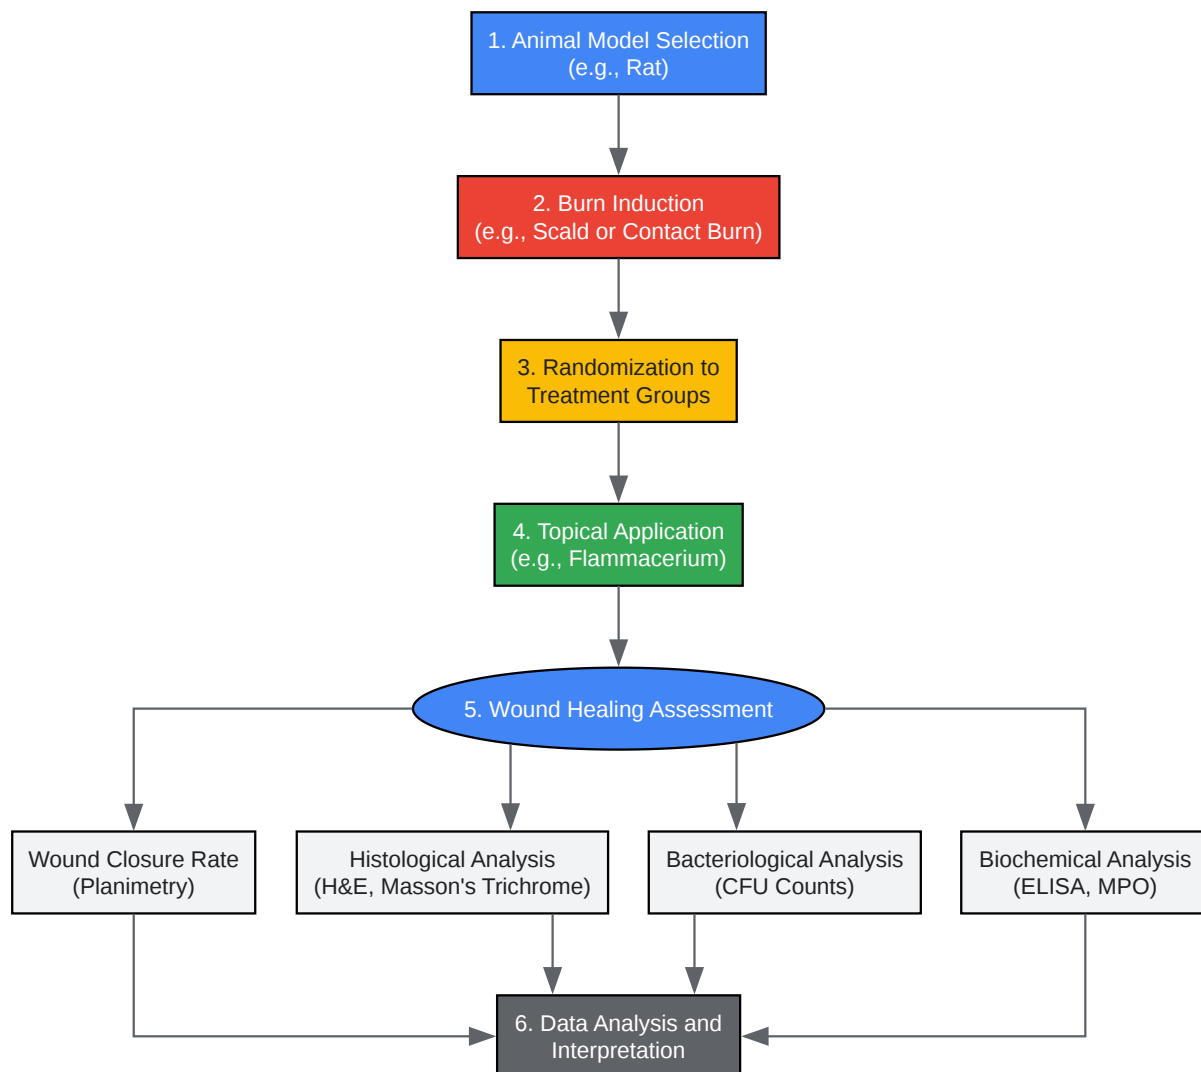 1. Animal Model Selection
(e.g., Rat)
2. Burn Induction
(e.g., Scald or Contact Burn)
3. Randomization to
Treatment Groups
4. Topical Application
(e.g., Flammacerium)
5. Wound Healing Assessment
Wound Closure Rate
(Planimetry)
Histological Analysis
(H&E, Masson's Trichrome)
Bacteriological Analysis
(CFU Counts)
Biochemical Analysis
(ELISA, MPO)
6. Data Analysis and
Interpretation